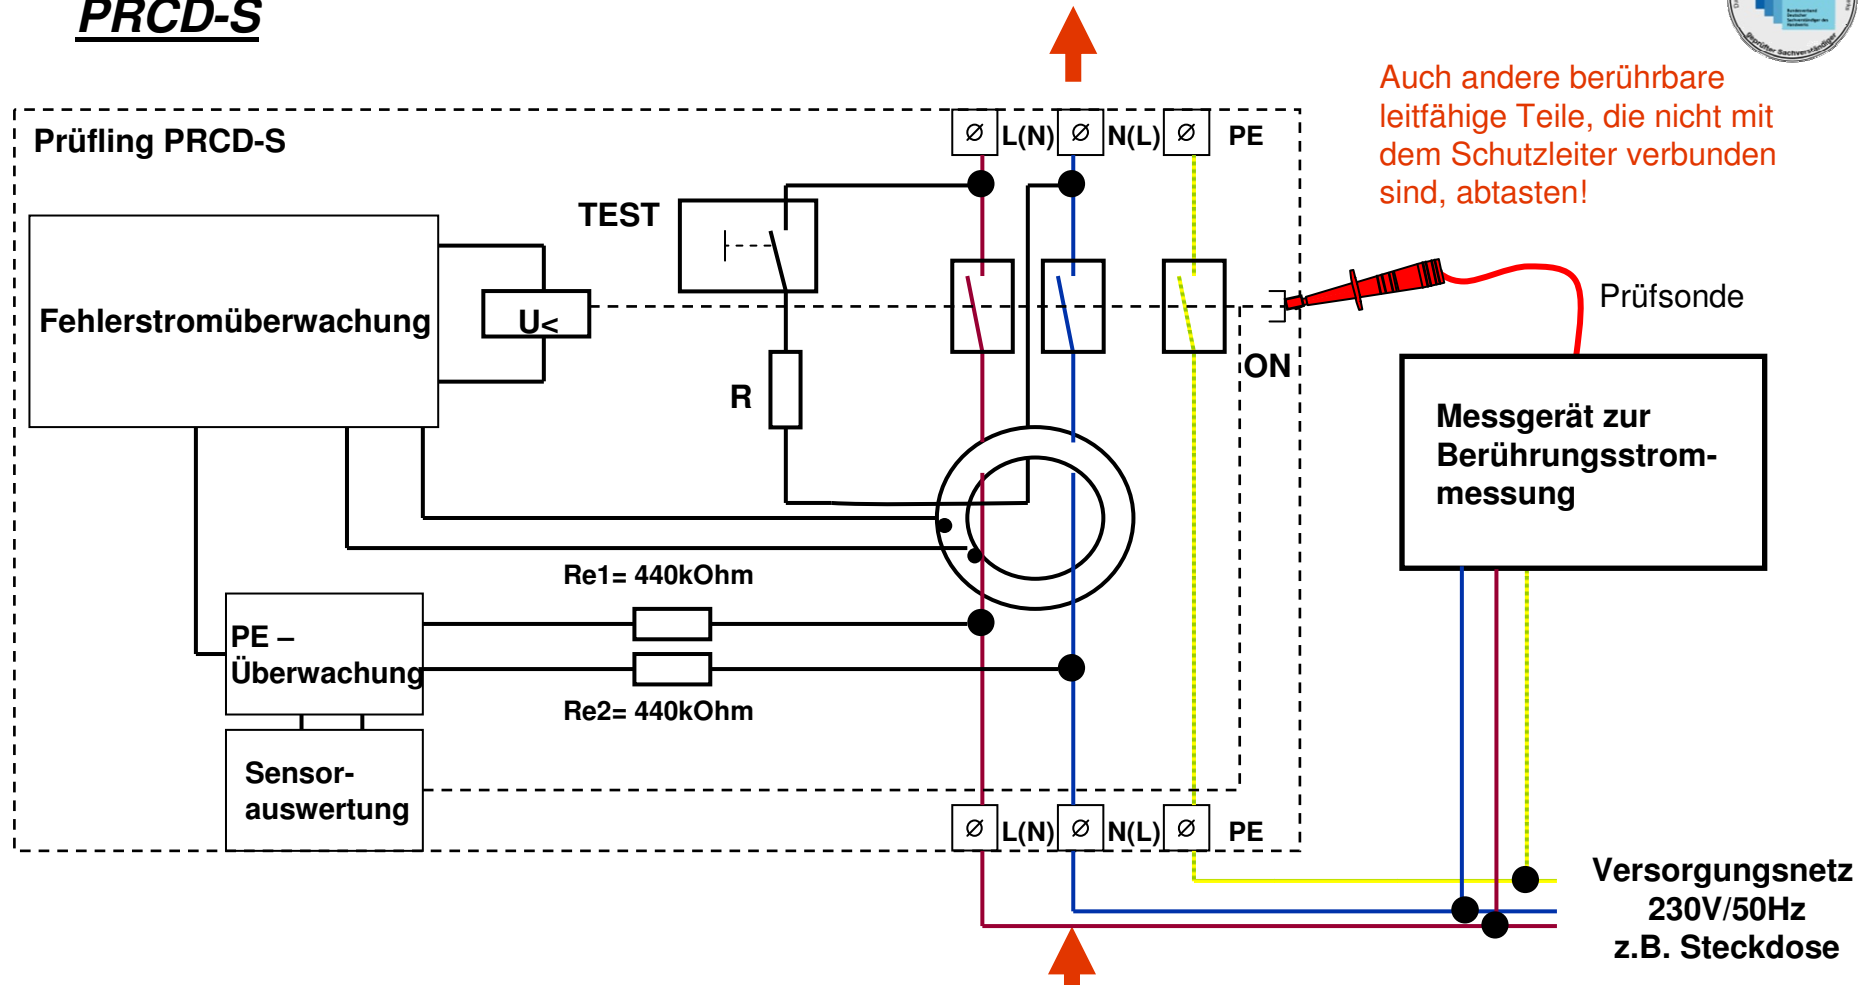 PRCD-S
geprüfter Sachverständiger
Auch andere berührbare
leitfähige Teile, die nicht mit
dem Schutzleiter verbunden
sind, abtasten!
Prüfling PRCD-S
L(N)
N(L)
PE
TEST
Fehlerstromüberwachung
U<
R
ON
Prüfsonde
Messgerät zur
Berührungsstrom-
messung
Re1= 440kOhm
PE –
Überwachung
Re2= 440kOhm
Sensor-
auswertung
L(N)
N(L)
PE
Versorgungsnetz
230V/50Hz
z.B. Steckdose